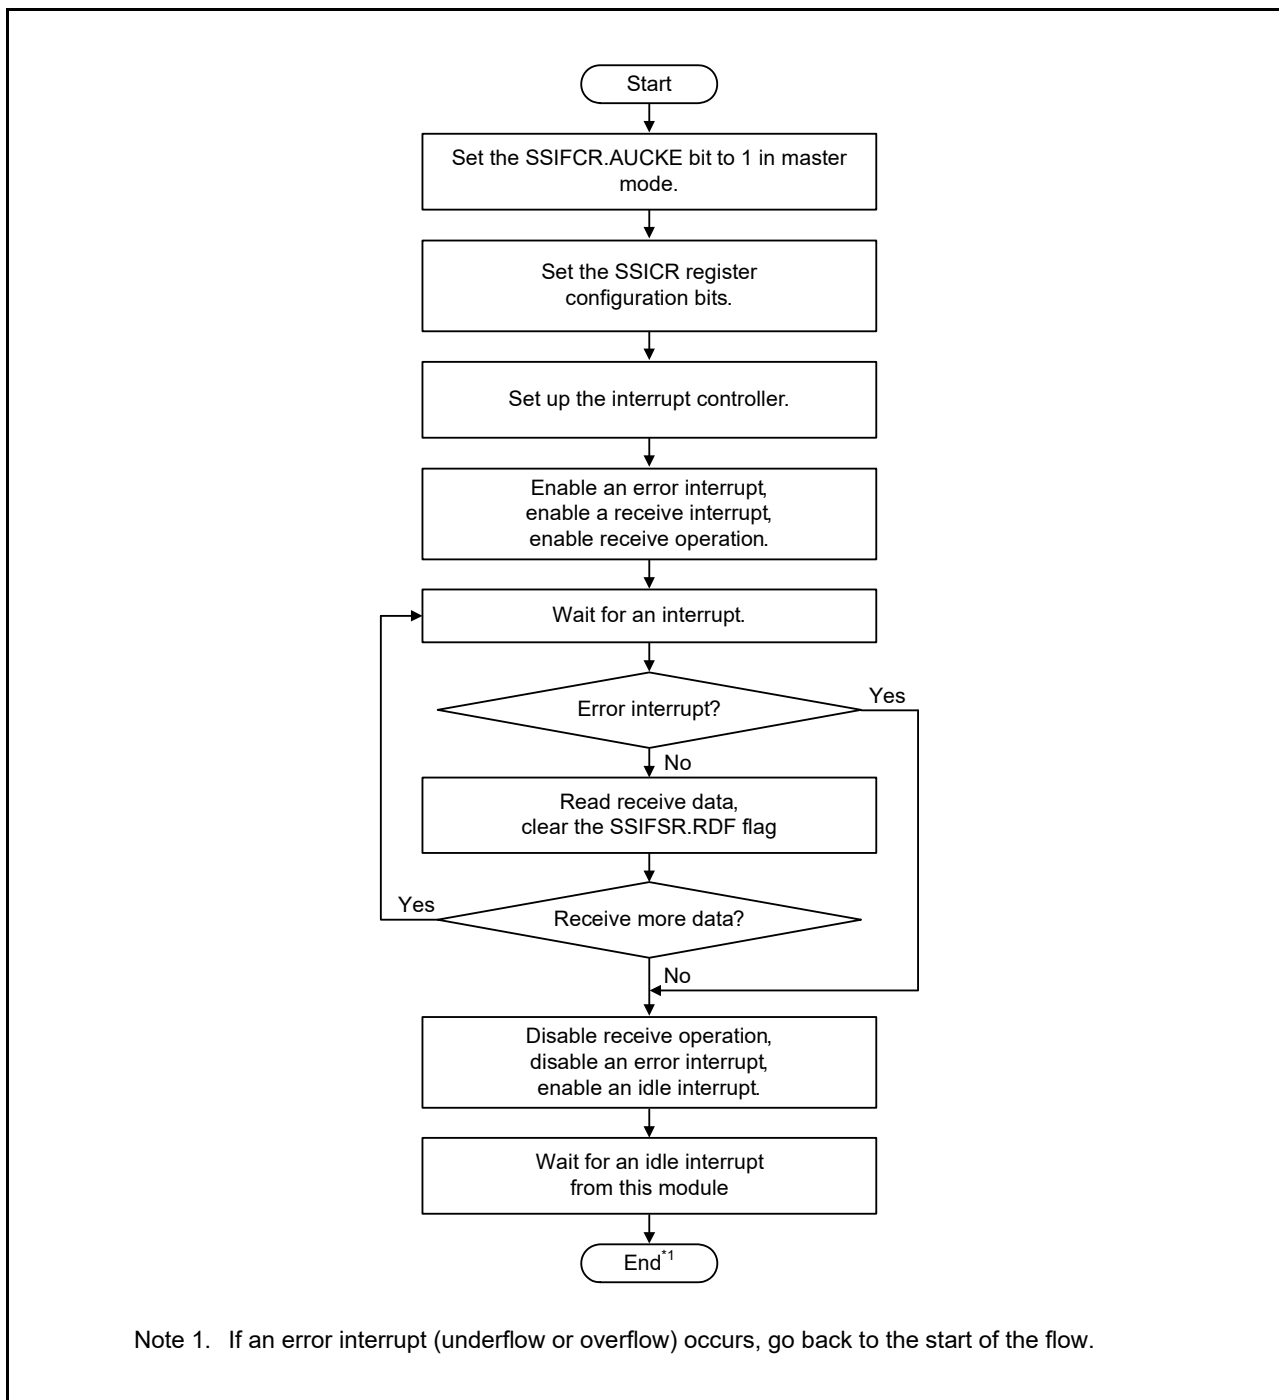 Start
Set the SSIFCR.AUCKE bit to 1 in master
mode.
Set the SSICR register
configuration bits.
Set up the interrupt controller.
Enable an error interrupt,
enable a receive interrupt,
enable receive operation.
Wait for an interrupt.
Error interrupt?
Yes
No
Read receive data,
clear the SSIFSR.RDF flag
Yes
Receive more data?
No
Disable receive operation,
disable an error interrupt,
enable an idle interrupt.
Wait for an idle interrupt
from this module
End*1
Note 1. If an error interrupt (underflow or overflow) occurs, go back to the start of the flow.